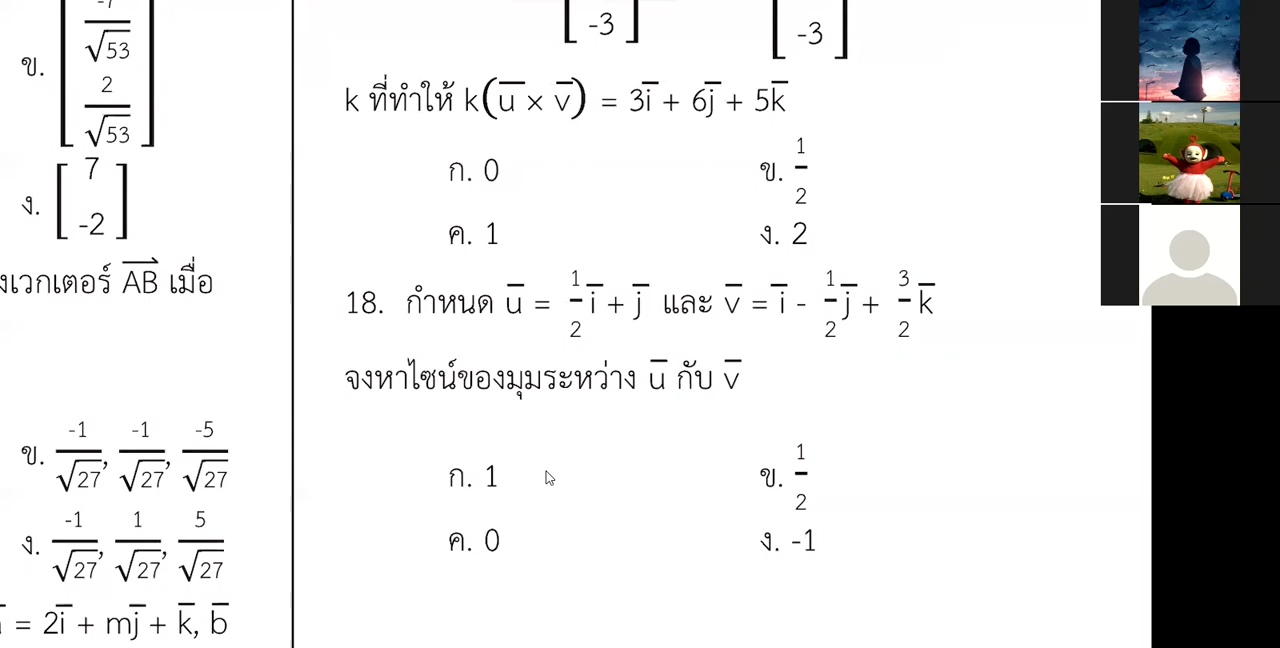 -7
√53
ข.
2
√53
ง. [ 7
-2 ]
งเวกเตอร์ AB เมื่อ
ข. -1/√27, -1/√27, -5/√27
ง. -1/√27, 1/√27, 5/√27
= 2i̅ + mj̅ + k̅, b̅
[ -3 ] [ -3 ]
k ที่ทำให้ k(u̅ × v̅) = 3i̅ + 6j̅ + 5k̅
ก. 0 ข. 1/2
ค. 1 ง. 2
18. กำหนด u̅ = 1/2 i̅ + j̅ และ v̅ = i̅ - 1/2 j̅ + 3/2 k̅
จงหาไซน์ของมุมระหว่าง u̅ กับ v̅
ก. 1 ข. 1/2
ค. 0 ง. -1